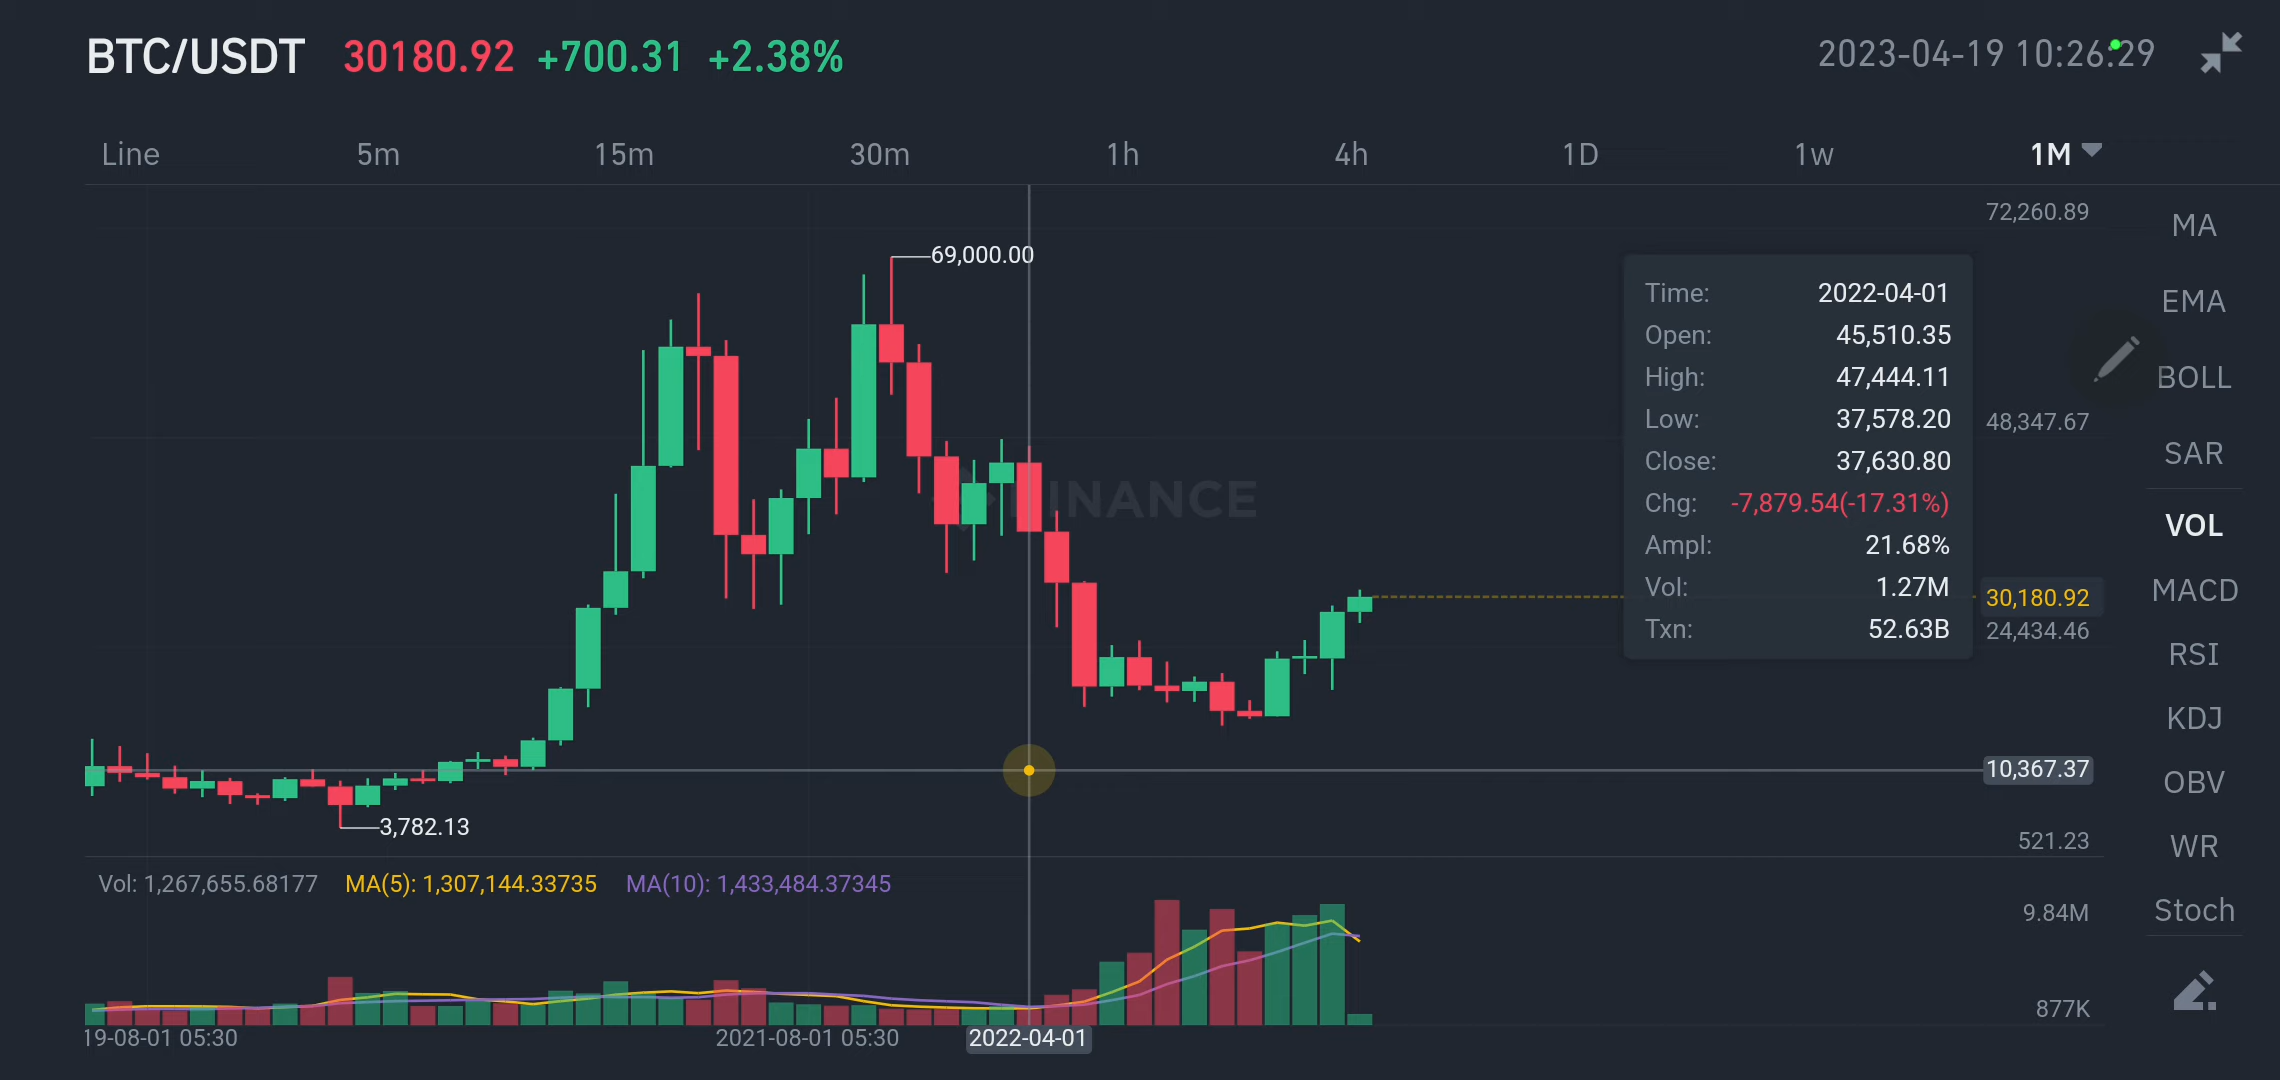 BTC/USDT 30180.92 +700.31 +2.38% 2023-04-19 10:26:29
Line 5m 15m 30m 1h 4h 1D 1w 1M
72,260.89
MA
69,000.00
Time: 2022-04-01
EMA
Open: 45,510.35
High: 47,444.11
BOLL
Low: 37,578.20
48,347.67
SAR
Close: 37,630.80
BINANCE
Chg: -7,879.54(-17.31%)
VOL
Ampl: 21.68%
Vol: 1.27M
MACD
30,180.92
Txn: 52.63B
24,434.46
RSI
KDJ
10,367.37
OBV
3,782.13
521.23
WR
Vol: 1,267,655.68177 MA(5): 1,307,144.33735 MA(10): 1,433,484.37345
9.84M
Stoch
877K
19-08-01 05:30 2021-08-01 05:30 2022-04-01